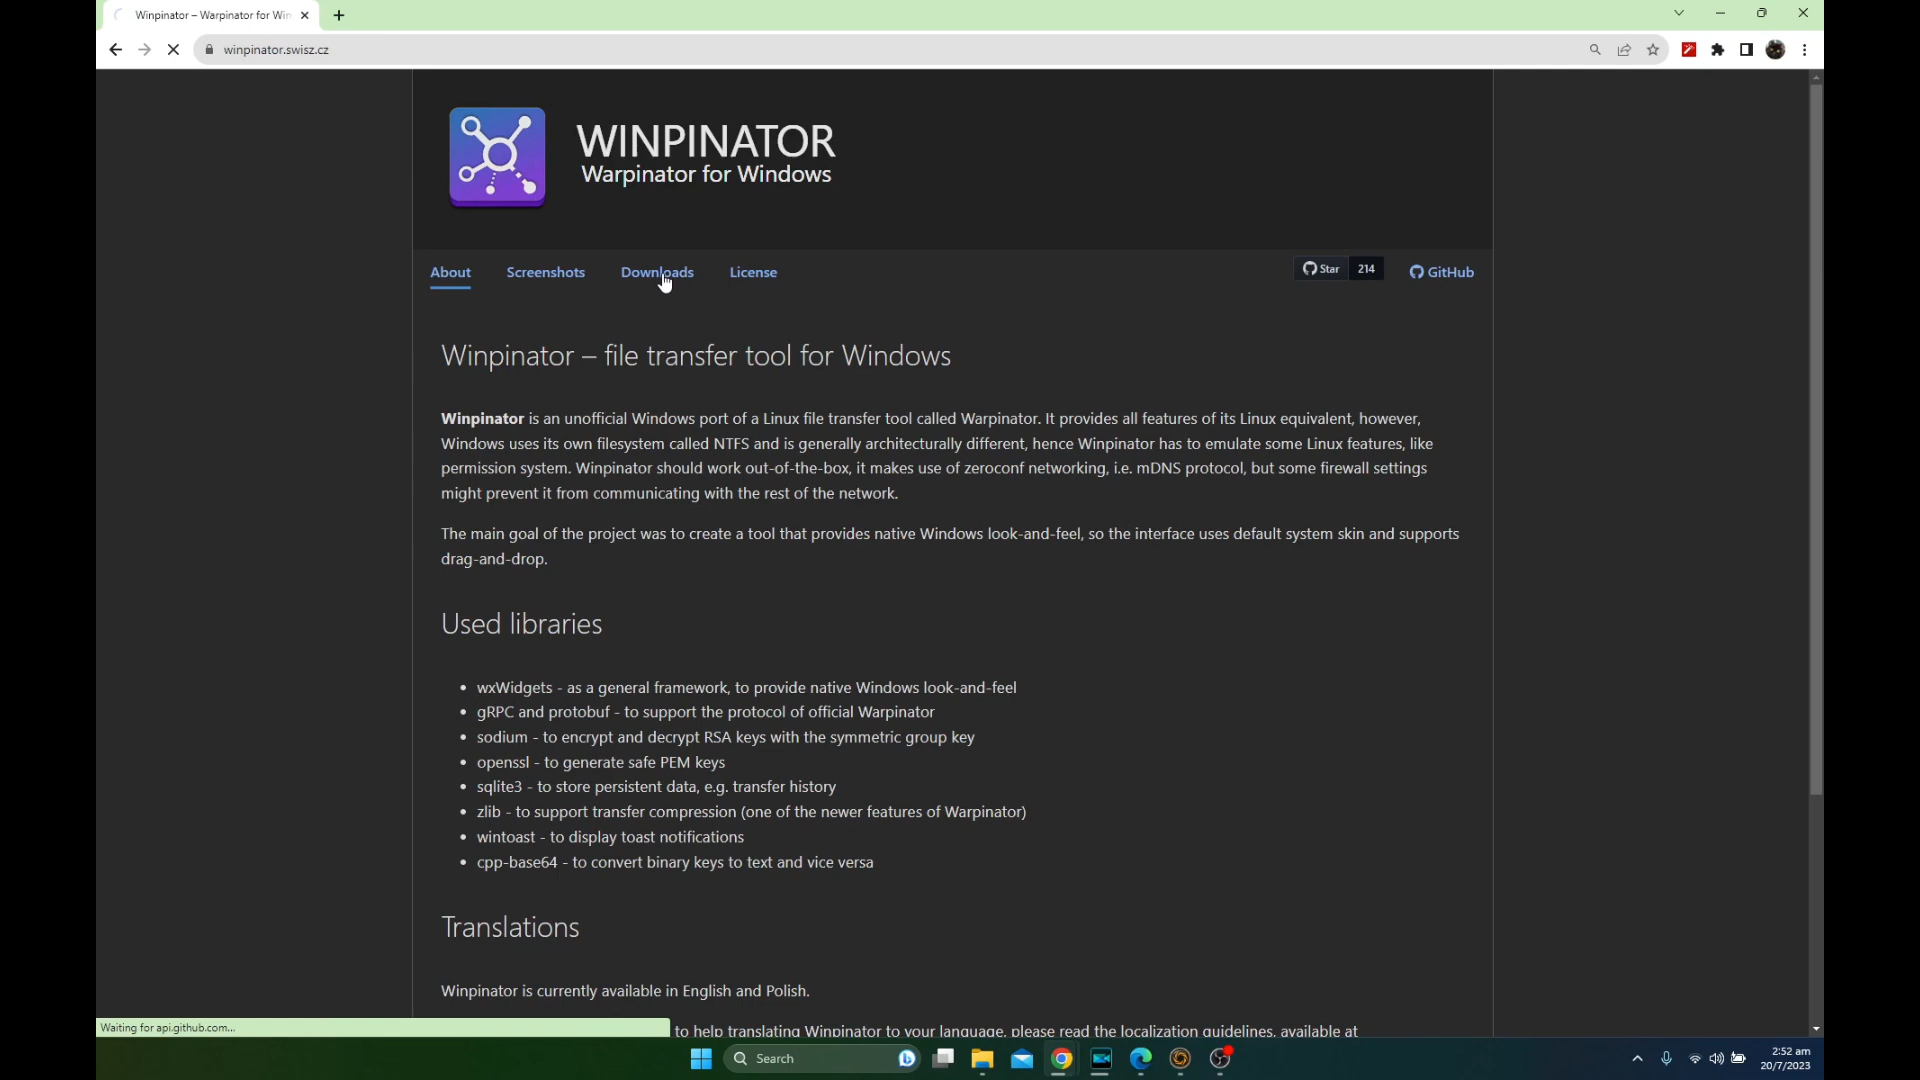 Winpinator – Warpinator for Win
winpinator.swisz.cz
WINPINATOR
Warpinator for Windows
About Screenshots Downloads License Star 214 GitHub
Winpinator – file transfer tool for Windows
Winpinator is an unofficial Windows port of a Linux file transfer tool called Warpinator. It provides all features of its Linux equivalent, however,
Windows uses its own filesystem called NTFS and is generally architecturally different, hence Winpinator has to emulate some Linux features, like
permission system. Winpinator should work out-of-the-box, it makes use of zeroconf networking, i.e. mDNS protocol, but some firewall settings
might prevent it from communicating with the rest of the network.
The main goal of the project was to create a tool that provides native Windows look-and-feel, so the interface uses default system skin and supports
drag-and-drop.
Used libraries
• wxWidgets - as a general framework, to provide native Windows look-and-feel
• gRPC and protobuf - to support the protocol of official Warpinator
• sodium - to encrypt and decrypt RSA keys with the symmetric group key
• openssl - to generate safe PEM keys
• sqlite3 - to store persistent data, e.g. transfer history
• zlib - to support transfer compression (one of the newer features of Warpinator)
• wintoast - to display toast notifications
• cpp-base64 - to convert binary keys to text and vice versa
Translations
Winpinator is currently available in English and Polish.
to help translating Winpinator to your language, please read the localization guidelines, available at
Waiting for api.github.com...
Search
2:52 am
20/7/2023